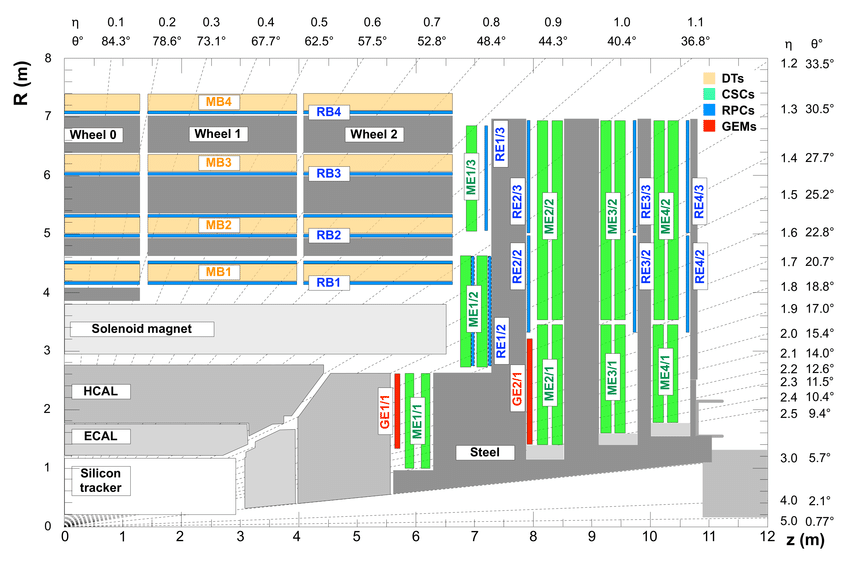 η 0.1 0.2 0.3 0.4 0.5 0.6 0.7 0.8 0.9 1.0 1.1
θ° 84.3° 78.6° 73.1° 67.7° 62.5° 57.5° 52.8° 48.4° 44.3° 40.4° 36.8° η θ°
R (m)
8
7
6
5
4
3
2
1
0
1.2 33.5°
1.3 30.5°
1.4 27.7°
1.5 25.2°
1.6 22.8°
1.7 20.7°
1.8 18.8°
1.9 17.0°
2.0 15.4°
2.1 14.0°
2.2 12.6°
2.3 11.5°
2.4 10.4°
2.5 9.4°
3.0 5.7°
4.0 2.1°
5.0 0.77°
DTs
CSCs
RPCs
GEMs
MB4
RB4
Wheel 0 Wheel 1 Wheel 2
MB3
RB3
MB2
RB2
MB1
RB1
Solenoid magnet
HCAL
ECAL
Silicon
tracker
Steel
ME1/3
RE1/3
ME1/2
RE1/2
GE1/1
ME1/1
RE2/3
RE2/2
GE2/1
ME2/2
ME2/1
ME3/2
ME3/1
RE3/3
RE3/2
ME4/2
ME4/1
RE4/3
RE4/2
0 1 2 3 4 5 6 7 8 9 10 11 12
z (m)